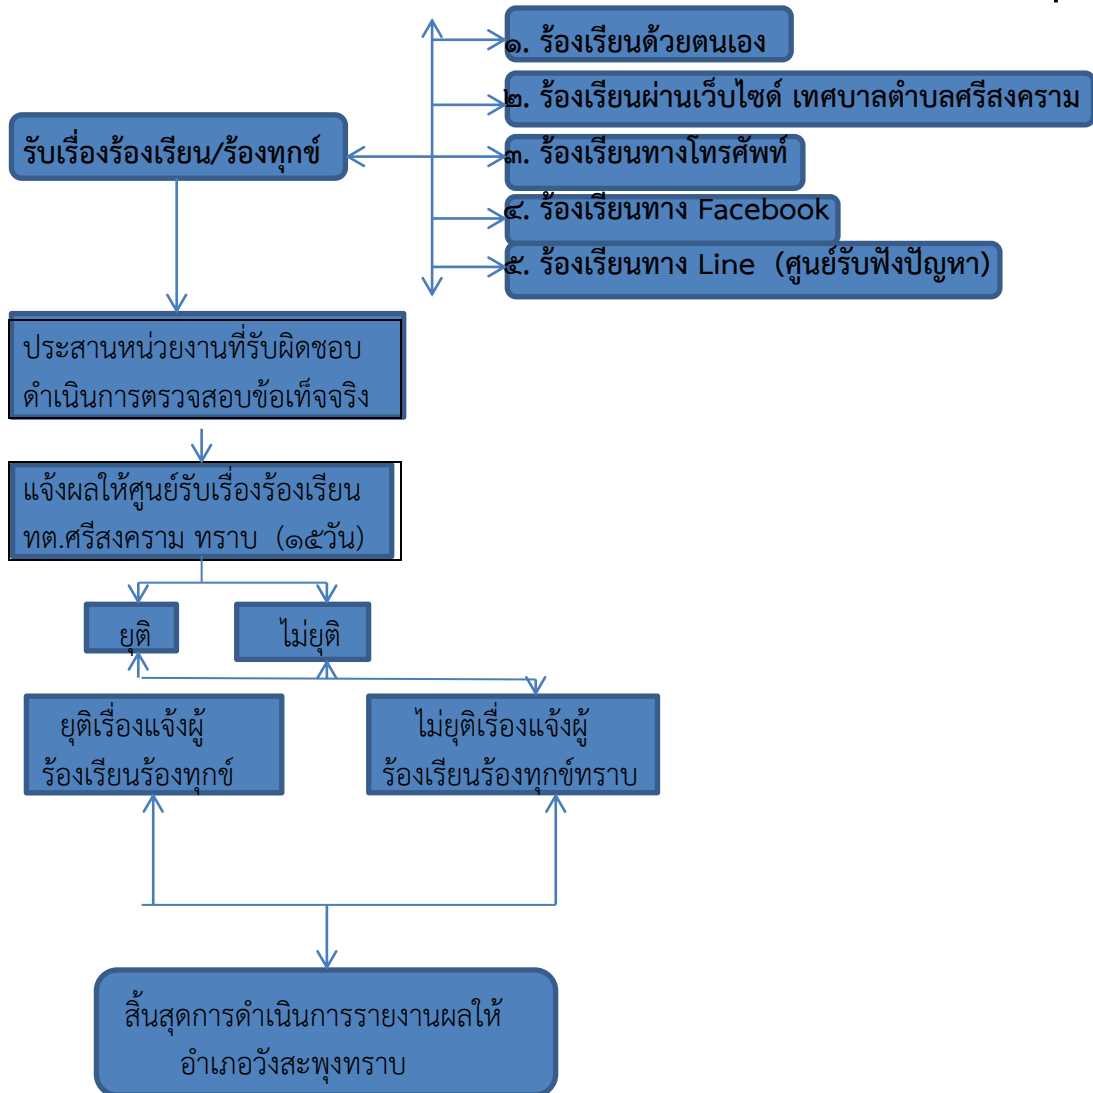 ๑. ร้องเรียนด้วยตนเอง
๒. ร้องเรียนผ่านเว็บไซด์ เทศบาลตำบลศรีสงคราม
รับเรื่องร้องเรียน/ร้องทุกข์
๓. ร้องเรียนทางโทรศัพท์
๔. ร้องเรียนทาง Facebook
๕. ร้องเรียนทาง Line (ศูนย์รับฟังปัญหา)
ประสานหน่วยงานที่รับผิดชอบ
ดำเนินการตรวจสอบข้อเท็จจริง
แจ้งผลให้ศูนย์รับเรื่องร้องเรียน
ทต.ศรีสงคราม ทราบ (๑๕วัน)
ยุติ
ไม่ยุติ
ยุติเรื่องแจ้งผู้
ร้องเรียนร้องทุกข์
ไม่ยุติเรื่องแจ้งผู้
ร้องเรียนร้องทุกข์ทราบ
สิ้นสุดการดำเนินการรายงานผลให้
อำเภอวังสะพุงทราบ